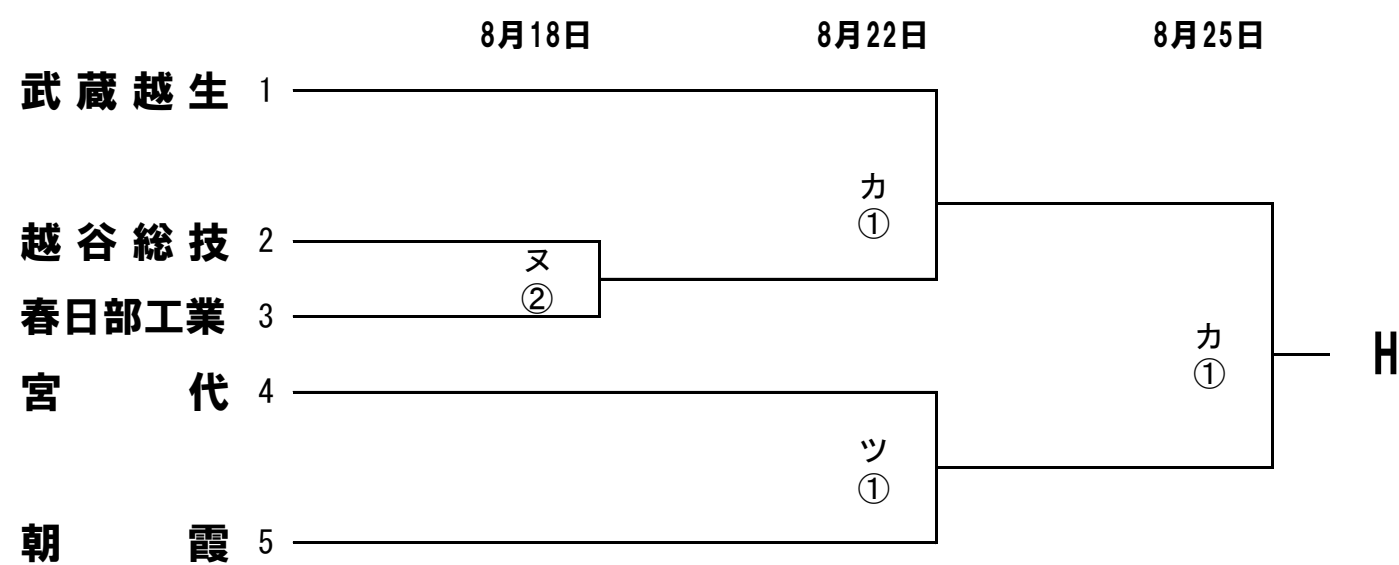 8月18日 8月22日 8月25日
武蔵越生 1
カ
①
越谷総技 2
ヌ
②
春日部工業 3
カ
①
H
宮代 4
ツ
①
朝霞 5